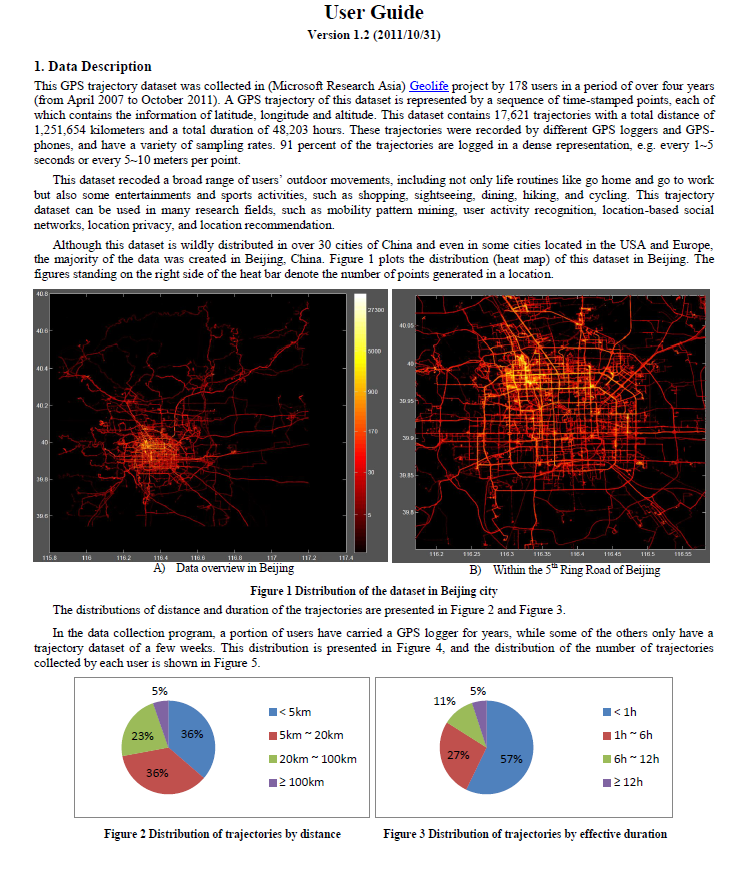 User Guide
Version 1.2 (2011/10/31)
1. Data Description
This GPS trajectory dataset was collected in (Microsoft Research Asia) Geolife project by 178 users in a period of over four years
(from April 2007 to October 2011). A GPS trajectory of this dataset is represented by a sequence of time-stamped points, each of
which contains the information of latitude, longitude and altitude. This dataset contains 17,621 trajectories with a total distance of
1,251,654 kilometers and a total duration of 48,203 hours. These trajectories were recorded by different GPS loggers and GPS-
phones, and have a variety of sampling rates. 91 percent of the trajectories are logged in a dense representation, e.g. every 1~5
seconds or every 5~10 meters per point.
This dataset recoded a broad range of users' outdoor movements, including not only life routines like go home and go to work
but also some entertainments and sports activities, such as shopping, sightseeing, dining, hiking, and cycling. This trajectory
dataset can be used in many research fields, such as mobility pattern mining, user activity recognition, location-based social
networks, location privacy, and location recommendation.
Although this dataset is wildly distributed in over 30 cities of China and even in some cities located in the USA and Europe,
the majority of the data was created in Beijing, China. Figure 1 plots the distribution (heat map) of this dataset in Beijing. The
figures standing on the right side of the heat bar denote the number of points generated in a location.
40.8
40.6
40.4
40.2
40
39.8
39.6
115.8 116 116.2 116.4 116.6 116.8 117 117.2 117.4
27300
5000
900
170
30
5
40.05
40
39.95
39.9
39.85
39.8
116.2 116.25 116.3 116.35 116.4 116.45 116.5 116.55
A) Data overview in Beijing
B) Within the 5th Ring Road of Beijing
Figure 1 Distribution of the dataset in Beijing city
The distributions of distance and duration of the trajectories are presented in Figure 2 and Figure 3.
In the data collection program, a portion of users have carried a GPS logger for years, while some of the others only have a
trajectory dataset of a few weeks. This distribution is presented in Figure 4, and the distribution of the number of trajectories
collected by each user is shown in Figure 5.
5%
23% 36%
36%
< 5km
5km ~ 20km
20km ~ 100km
≥ 100km
5%
11%
27% 57%
< 1h
1h ~ 6h
6h ~ 12h
≥ 12h
Figure 2 Distribution of trajectories by distance
Figure 3 Distribution of trajectories by effective duration